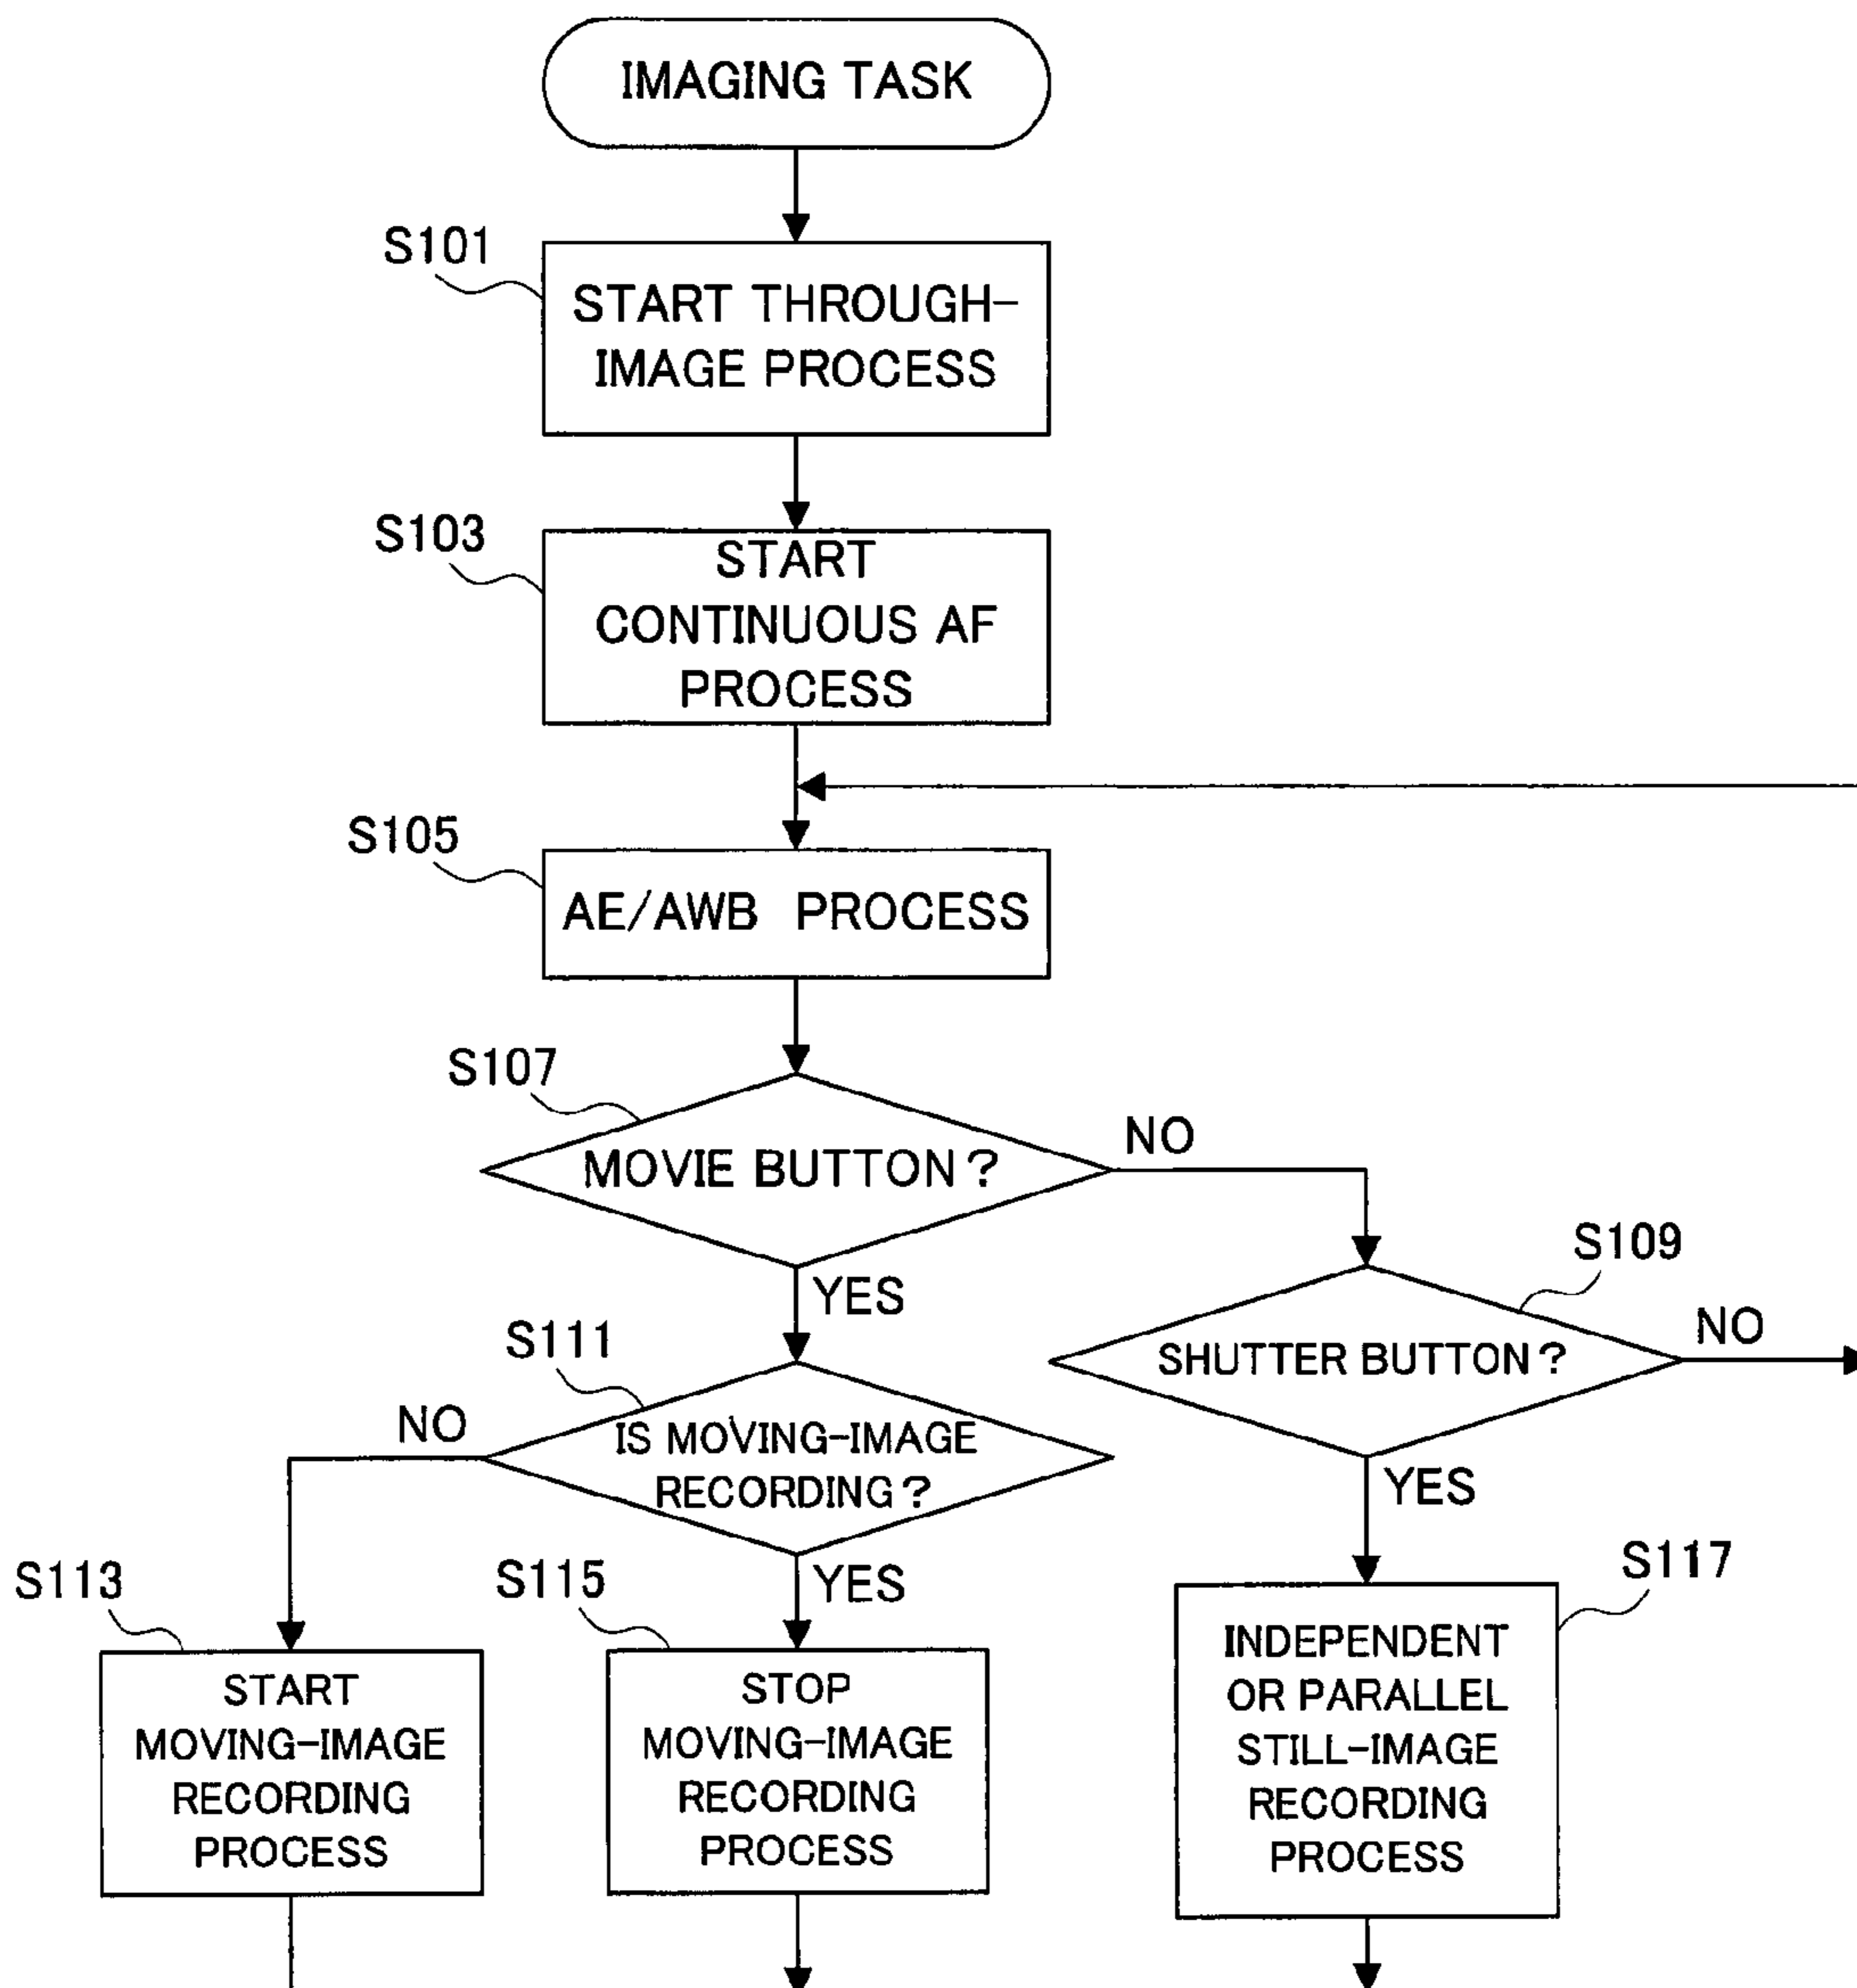 IMAGING TASK
S101
START THROUGH-
IMAGE PROCESS
S103
START
CONTINUOUS AF
PROCESS
S105
AE/AWB PROCESS
S107
MOVIE BUTTON?
NO
YES
S109
SHUTTER BUTTON?
NO
YES
S111
IS MOVING-IMAGE
RECORDING?
NO
YES
S113
START
MOVING-IMAGE
RECORDING
PROCESS
S115
STOP
MOVING-IMAGE
RECORDING
PROCESS
S117
INDEPENDENT
OR PARALLEL
STILL-IMAGE
RECORDING
PROCESS